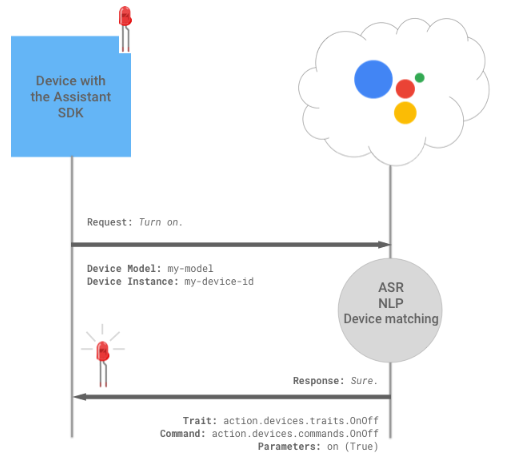 Device with
the Assistant
SDK
Request: Turn on.
Device Model: my-model
Device Instance: my-device-id
ASR
NLP
Device matching
Response: Sure.
Trait: action.devices.traits.OnOff
Command: action.devices.commands.OnOff
Parameters: on (True)